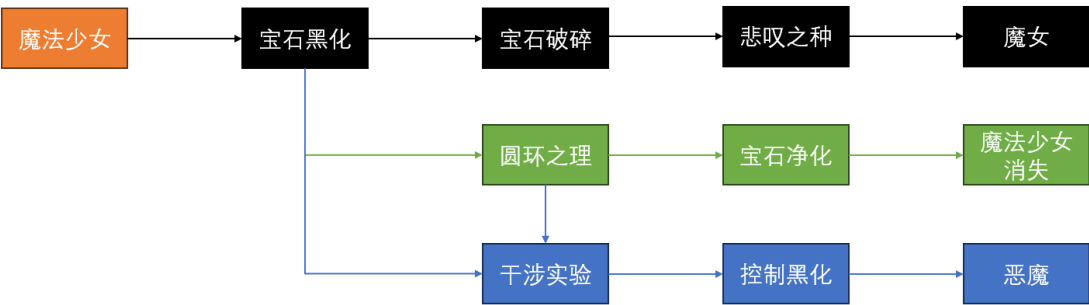 魔法少女
宝石黑化
宝石破碎
悲叹之种
魔女
圆环之理
宝石净化
魔法少女
消失
干涉实验
控制黑化
恶魔